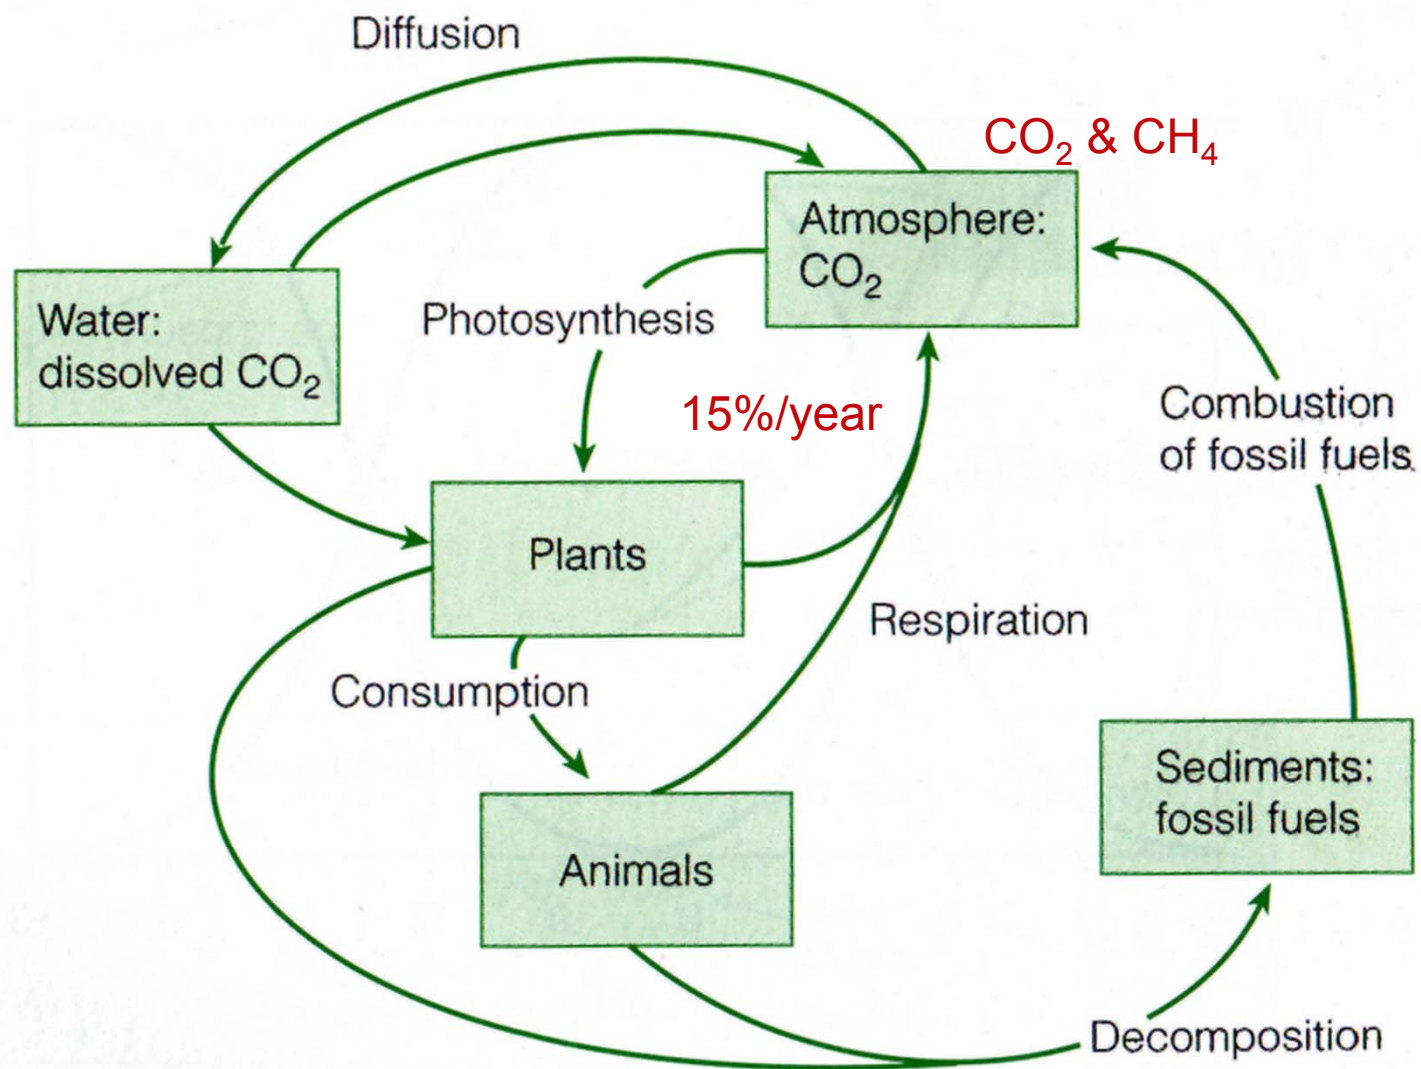 Diffusion
CO₂ & CH₄
Atmosphere:
CO₂
Water:
dissolved CO₂
Photosynthesis
15%/year
Combustion
of fossil fuels
Plants
Respiration
Consumption
Sediments:
fossil fuels
Animals
Decomposition